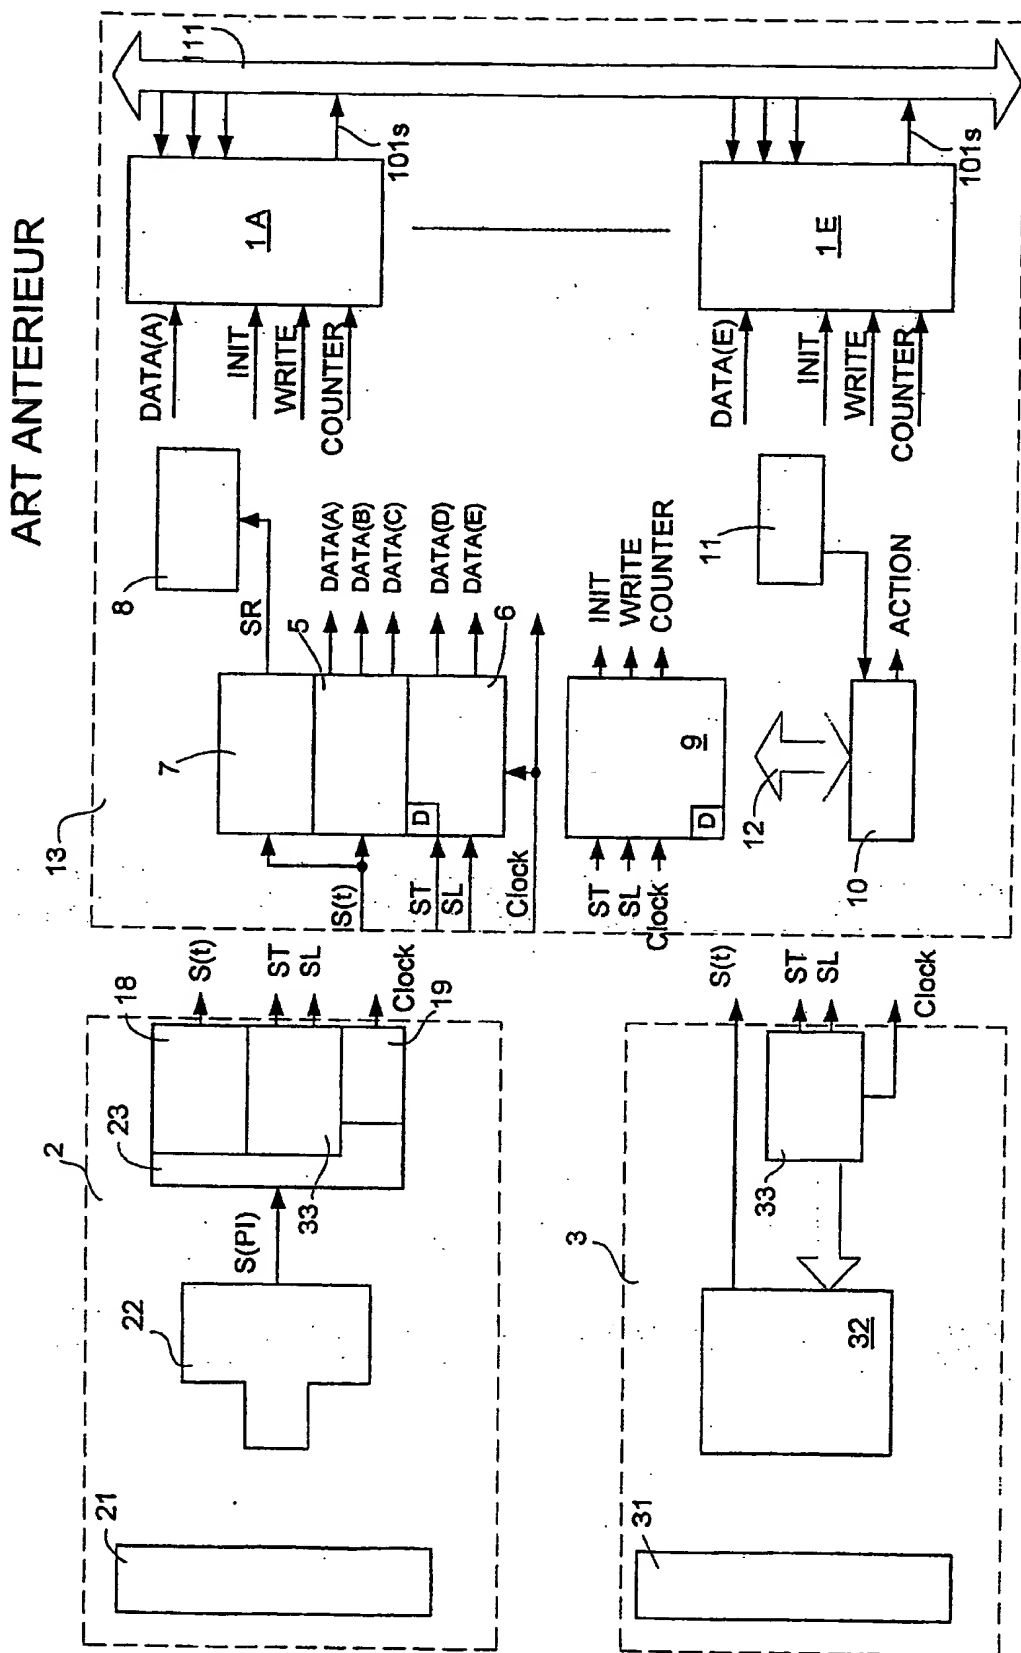 ART ANTERIEUR
13
111
8
SR
7
5
DATA(A)
DATA(B)
DATA(C)
DATA(D)
DATA(E)
6
D
S(t)
ST
SL
Clock
DATA(A)
INIT
WRITE
COUNTER
1A
101s
ST
SL
Clock
9
D
INIT
WRITE
COUNTER
12
10
11
ACTION
DATA(E)
INIT
WRITE
COUNTER
1E
101s
2
21
22
S(PI)
23
18
33
19
S(t)
ST
SL
Clock
3
31
32
33
S(t)
ST
SL
Clock